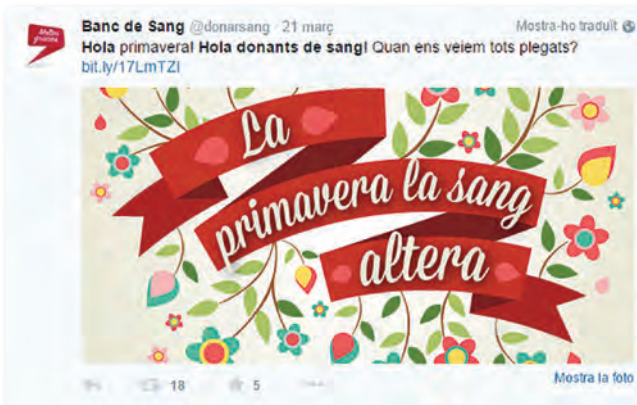 Banc de Sang @donarsang · 21 març
Mostra-ho traduït
Hola primavera! Hola donants de sang! Quan ens veiem tots plegats?
bit.ly/17LmTZI
La
primavera la sang
altera
18
5
Mostra la foto